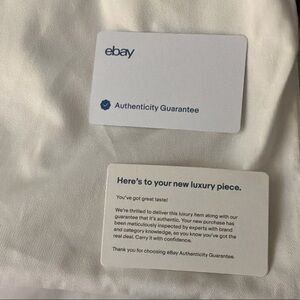 ebay
Authenticity Guarantee
Here's to your new luxury piece.
You've got great taste!
We're thrilled to deliver this luxury item along with our
guarantee that it's authentic. Your new purchase has
been meticulously inspected by experts with brand
and category knowledge, so you know you've got the
real deal. Carry it with confidence.
Thank you for choosing eBay Authenticity Guarantee.